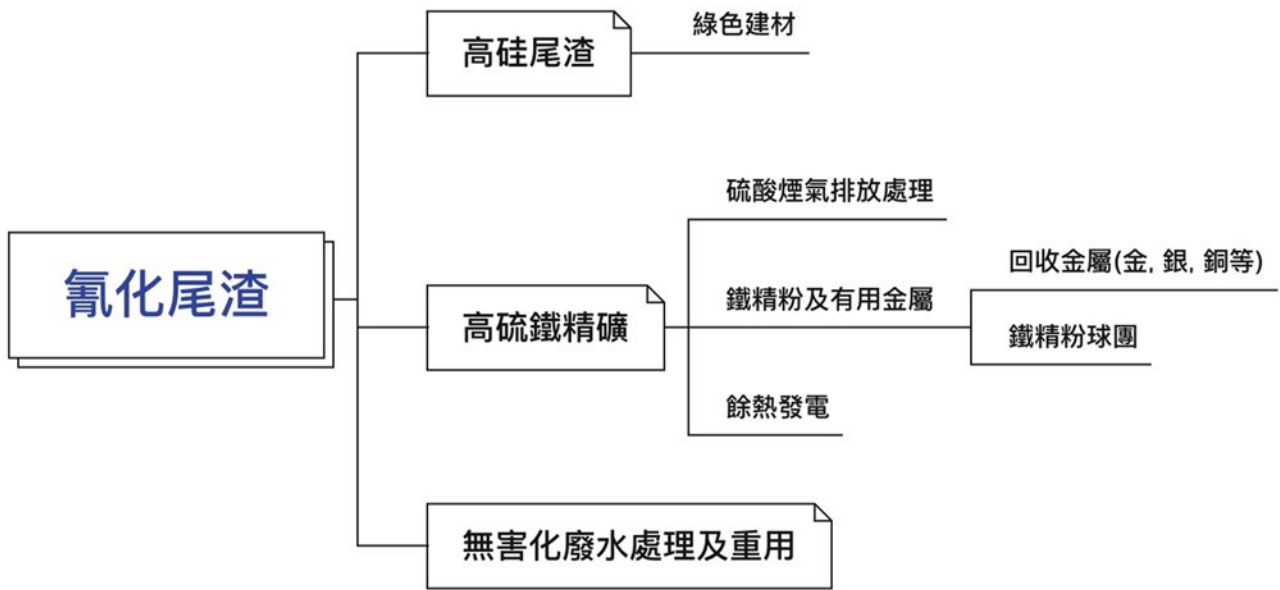 氰化尾渣
高硅尾渣
綠色建材
高硫鐵精礦
硫酸煙氣排放處理
鐵精粉及有用金屬
回收金屬(金, 銀, 銅等)
鐵精粉球團
餘熱發電
無害化廢水處理及重用